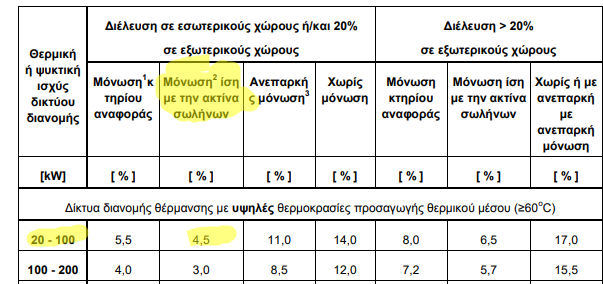 Θερμική
ή ψυκτική
ισχύς
δικτύου
διανομής
Διέλευση σε εσωτερικούς χώρους ή/και 20%
σε εξωτερικούς χώρους
Διέλευση > 20%
σε εξωτερικούς χώρους
Μόνωση¹κ
τηρίου
αναφοράς
Μόνωση² ίση
με την ακτίνα
σωλήνων
Ανεπαρκή
ς μόνωση³
Χωρίς
μόνωση
Μόνωση
κτηρίου
αναφοράς
Μόνωση ίση
με την ακτίνα
σωλήνων
Χωρίς ή με
ανεπαρκή
με
ανεπαρκή
μόνωση
[kW] [ % ] [ % ] [ % ] [ % ] [ % ] [ % ] [ % ]
Δίκτυα διανομής θέρμανσης με υψηλές θερμοκρασίες προσαγωγής θερμικού μέσου (≥60°C)
20 - 100 5,5 4,5 11,0 14,0 8,0 6,5 17,0
100 - 200 4,0 3,0 8,5 12,0 7,2 5,7 15,5